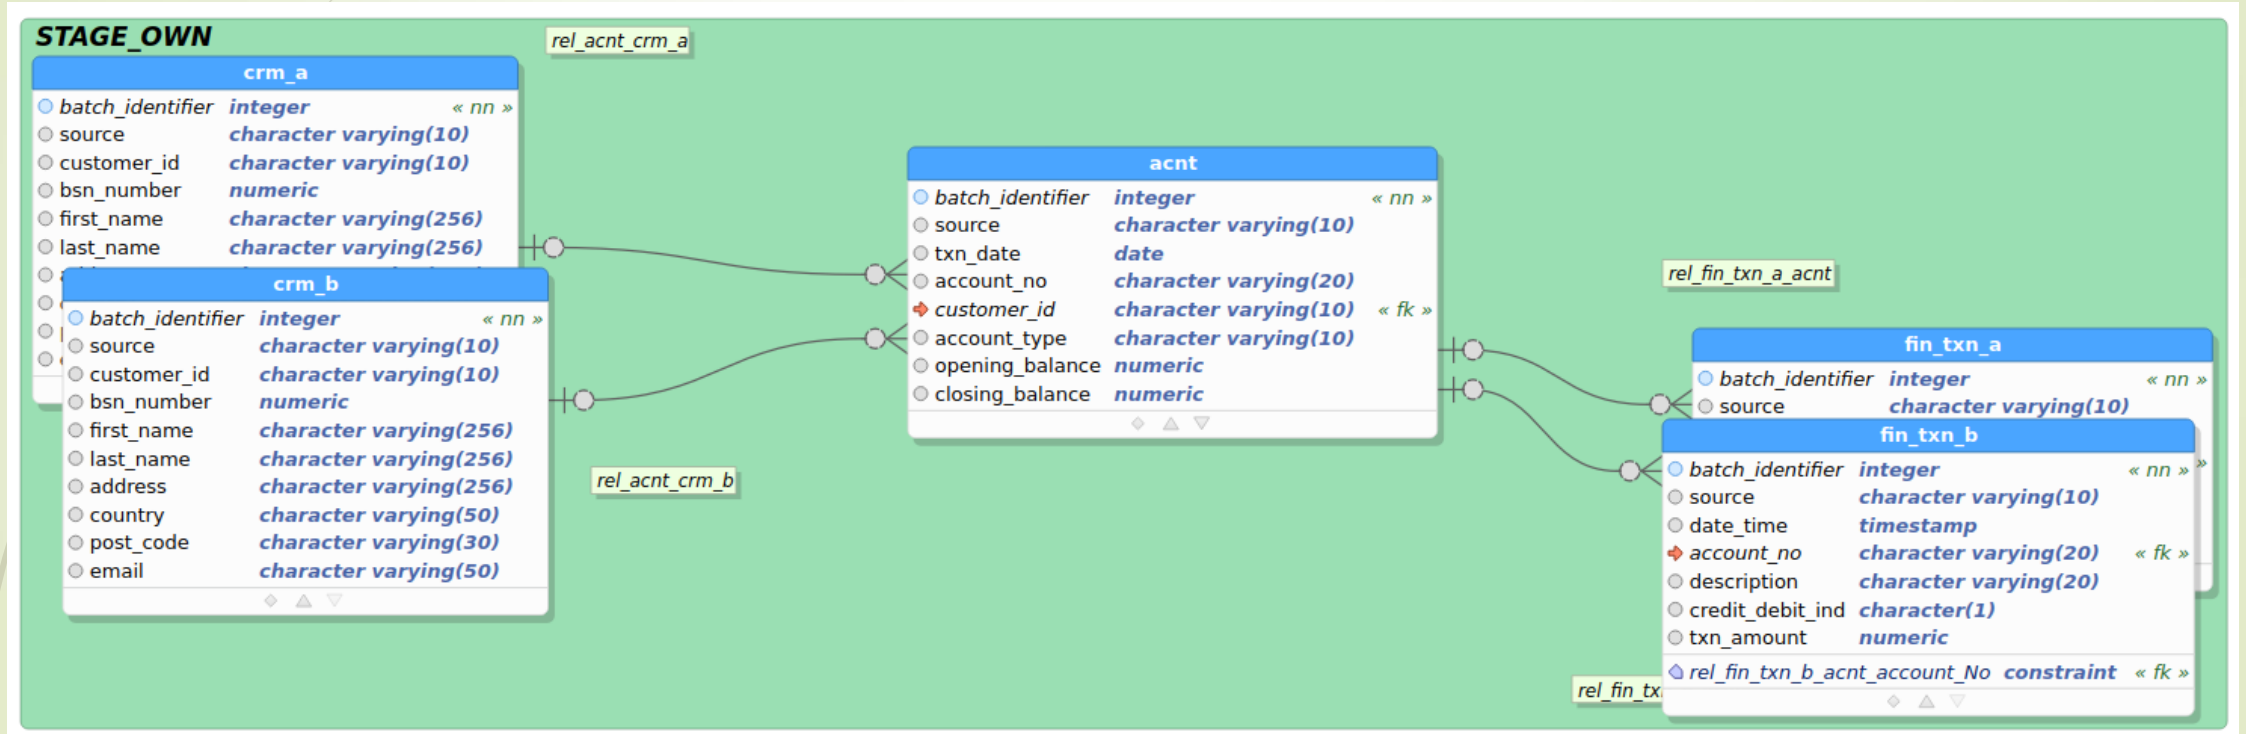 STAGE_OWN
rel_acnt_crm_a
crm_a
batch_identifier integer « nn »
source character varying(10)
customer_id character varying(10)
bsn_number numeric
first_name character varying(256)
last_name character varying(256)
crm_b
batch_identifier integer « nn »
source character varying(10)
customer_id character varying(10)
bsn_number numeric
first_name character varying(256)
last_name character varying(256)
address character varying(256)
country character varying(50)
post_code character varying(30)
email character varying(50)
rel_acnt_crm_b
acnt
batch_identifier integer « nn »
source character varying(10)
txn_date date
account_no character varying(20)
customer_id character varying(10) « fk »
account_type character varying(10)
opening_balance numeric
closing_balance numeric
rel_fin_txn_a_acnt
fin_txn_a
batch_identifier integer « nn »
source character varying(10)
»
fin_txn_b
batch_identifier integer « nn »
source character varying(10)
date_time timestamp
account_no character varying(20) « fk »
description character varying(20)
credit_debit_ind character(1)
txn_amount numeric
rel_fin_txn_b_acnt_account_No constraint « fk »
rel_fin_tx